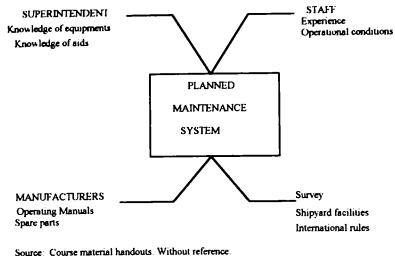 SUPERINTENDENT
Knowledge of equipments
Knowledge of aids
STAFF
Experience
Operational conditions
PLANNED
MAINTENANCE
SYSTEM
MANUFACTURERS
Operating Manuals
Spare parts
Survey
Shipyard facilities
International rules
Source: Course material handouts. Without reference.